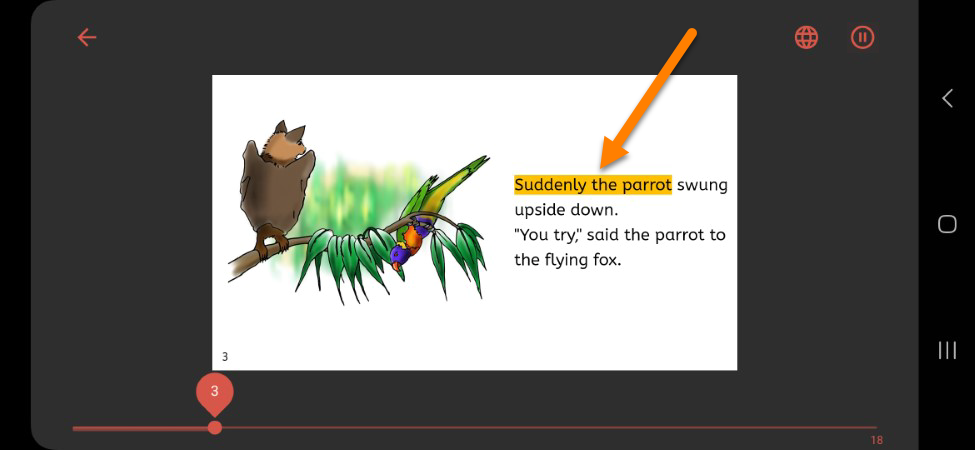 Suddenly the parrot swung
upside down.
"You try," said the parrot to
the flying fox.
3
3
18